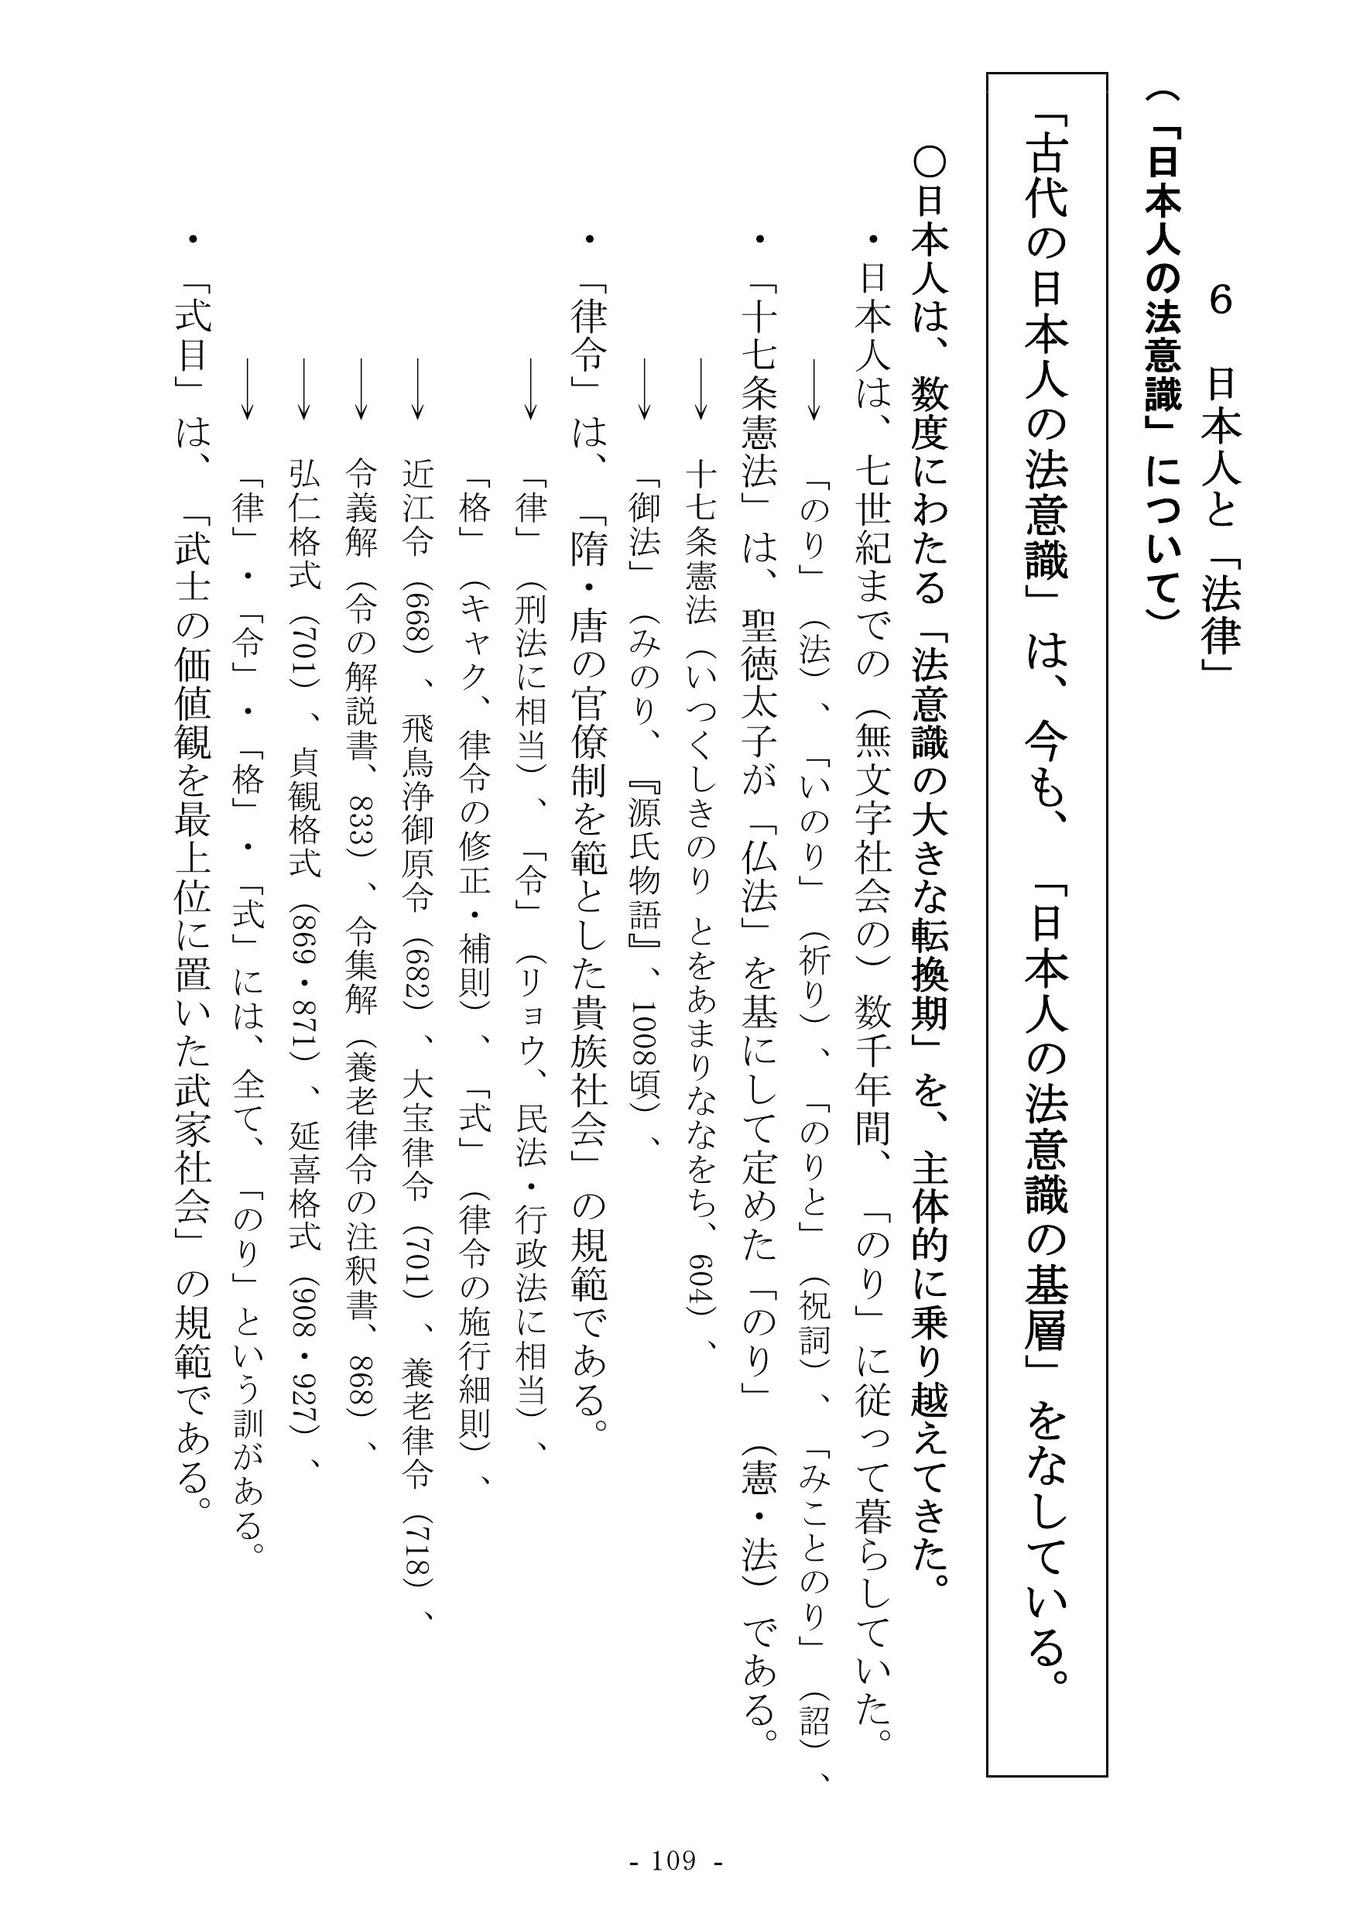 ６　日本人と「法律」
（「日本人の法意識」について）
「古代の日本人の法意識」は、今も、「日本人の法意識の基層」をなしている。
○日本人は、数度にわたる「法意識の大きな転換期」を、主体的に乗り越えてきた。
・日本人は、七世紀までの（無文字社会の）数千年間、「のり」に従って暮らしていた。
→　「のり」（法）、「いのり」（祈り）、「のりと」（祝詞）、「みことのり」（詔）、
・「十七条憲法」は、聖徳太子が「仏法」を基にして定めた「のり」（憲・法）である。
→　十七条憲法（いつくしきのり とをあまりななをち、604）、
→　「御法」（みのり、『源氏物語』、1008頃）、
・「律令」は、「隋・唐の官僚制を範とした貴族社会」の規範である。
→　「律」（刑法に相当）、「令」（リョウ、民法・行政法に相当）、
「格」（キャク、律令の修正・補則）、「式」（律令の施行細則）、
→　近江令（668）、飛鳥浄御原令（682）、大宝律令（701）、養老律令（718）、
→　令義解（令の解説書、833）、令集解（養老律令の注釈書、868）、
→　弘仁格式（701）、貞観格式（869・871）、延喜格式（908・927）、
→　「律」・「令」・「格」・「式」には、全て、「のり」という訓がある。
・「式目」は、「武士の価値観を最上位に置いた武家社会」の規範である。
- 109 -